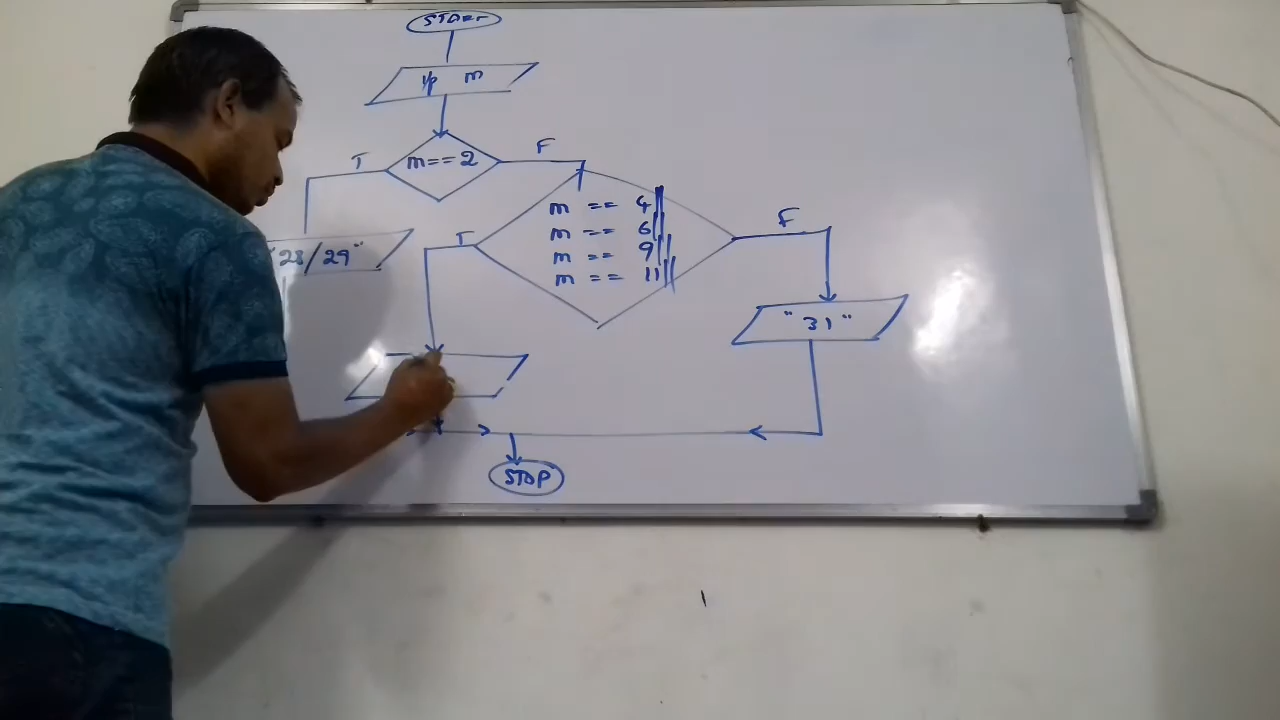 START
i/p m
m==2
T
F
m == 4||
m == 6||
m == 9||
m == 11||
T
F
"28/29"
"31"
STOP